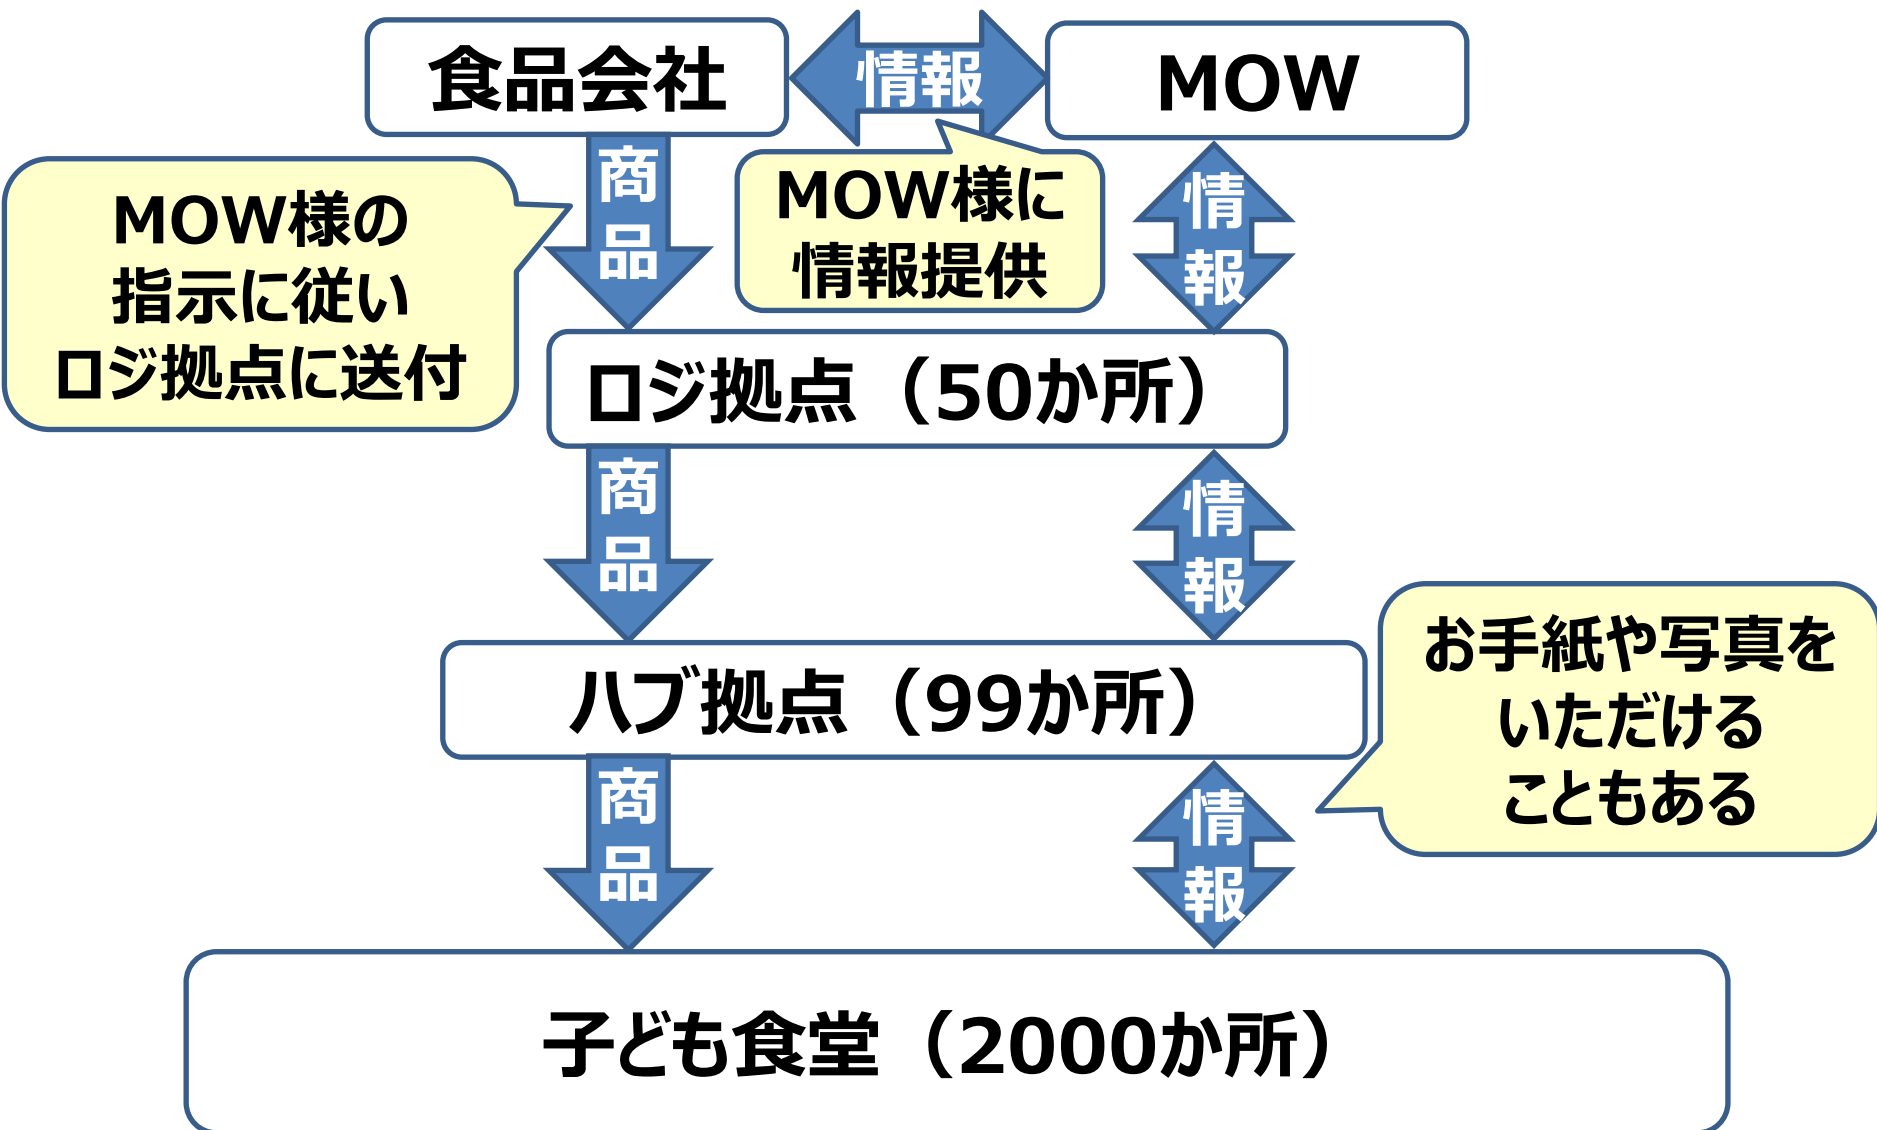 食品会社
情報
MOW
商
品
MOW様に
情報提供
情
報
MOW様の
指示に従い
ロジ拠点に送付
ロジ拠点（50か所）
商
品
情
報
ハブ拠点（99か所）
お手紙や写真を
いただける
こともある
商
品
情
報
子ども食堂（2000か所）